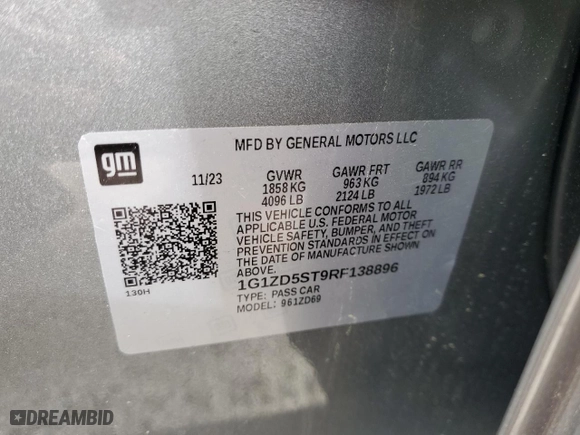 gm
MFD BY GENERAL MOTORS LLC
11/23 GVWR GAWR FRT GAWR RR
1858 KG 963 KG 894 KG
4096 LB 2124 LB 1972 LB
THIS VEHICLE CONFORMS TO ALL
APPLICABLE U.S. FEDERAL MOTOR
VEHICLE SAFETY, BUMPER, AND THEFT
PREVENTION STANDARDS IN EFFECT ON
THE DATE OF MANUFACTURE SHOWN
ABOVE.
130H
1G1ZD5ST9RF138896
TYPE: PASS CAR
MODEL: 961ZD69
DREAMBID